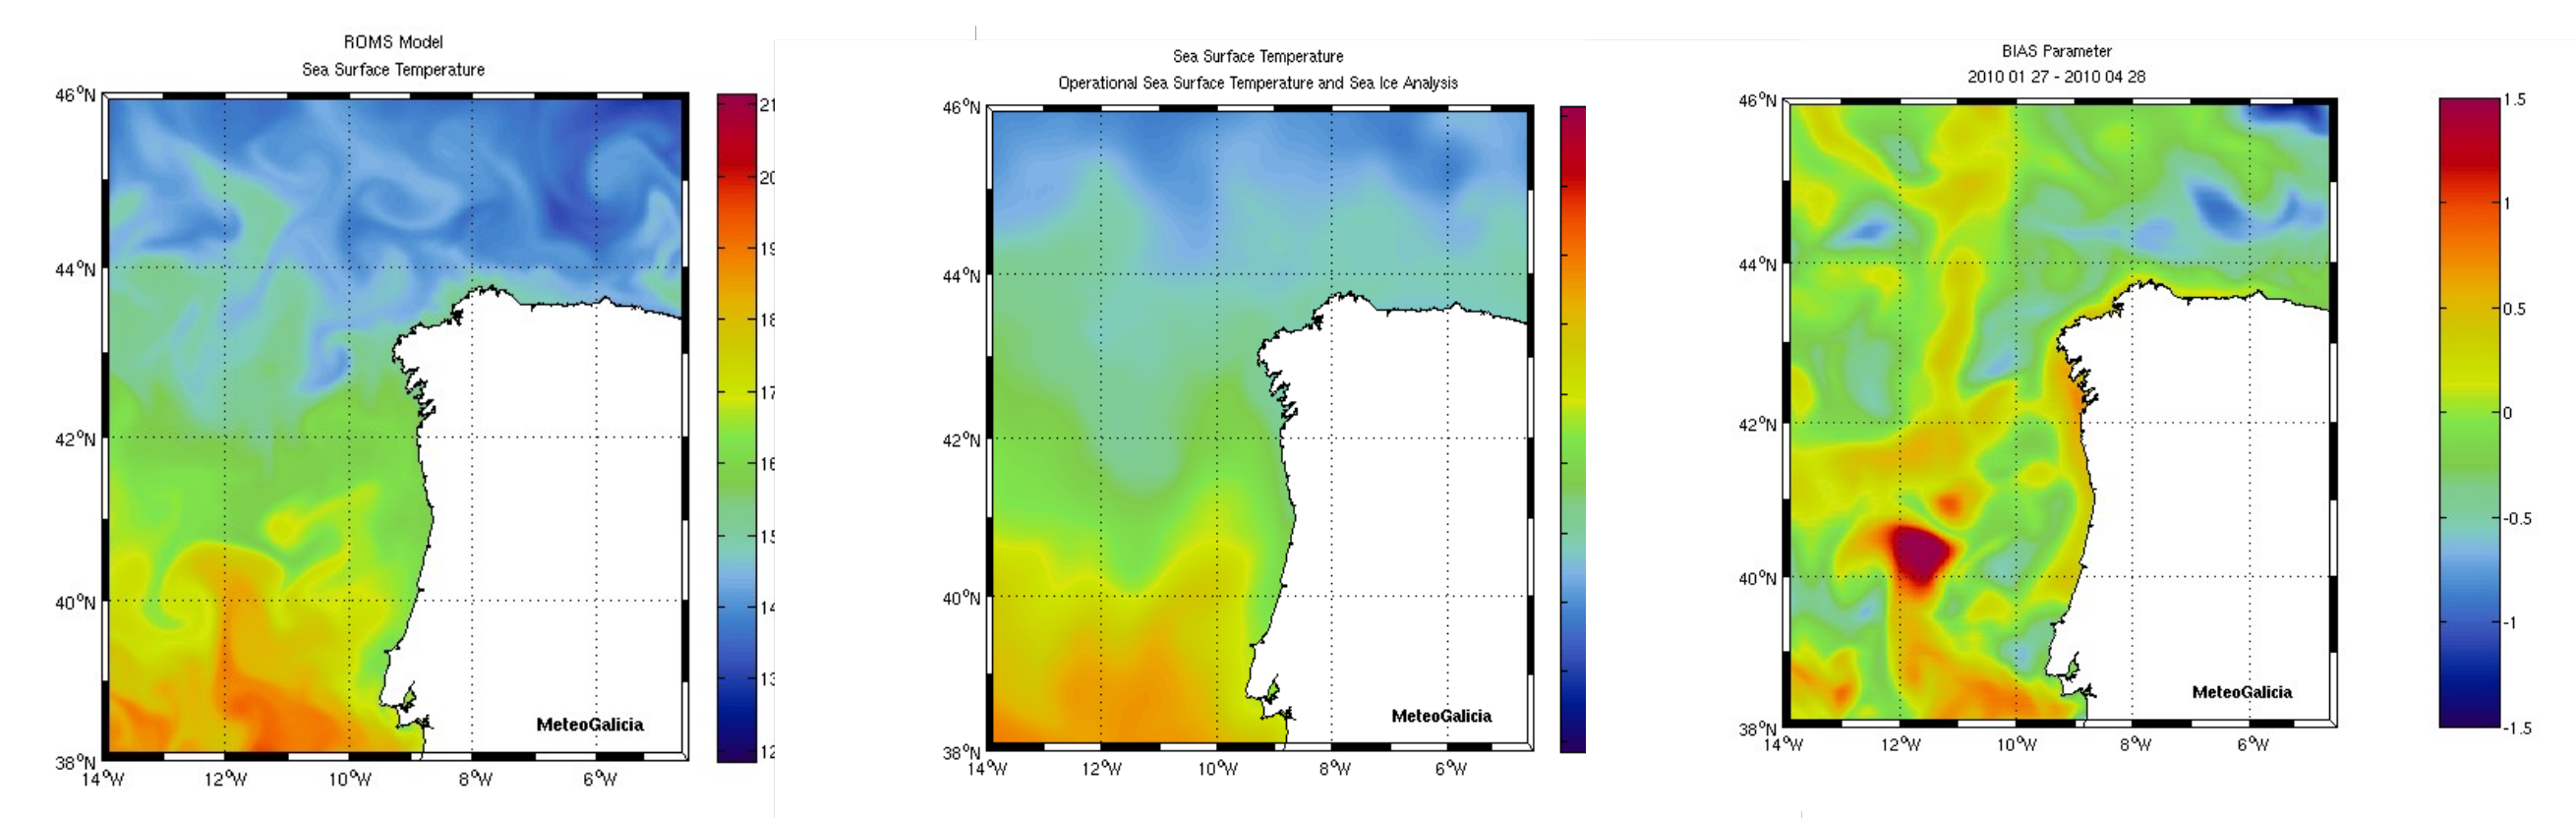 ROMS Model
Sea Surface Temperature
46°N
44°N
42°N
40°N
38°N
14°W
12°W
10°W
8°W
6°W
MeteoGalicia
21
20
19
18
17
16
15
14
13
12
Sea Surface Temperature
Operational Sea Surface Temperature and Sea Ice Analysis
46°N
44°N
42°N
40°N
38°N
14°W
12°W
10°W
8°W
6°W
MeteoGalicia
BIAS Parameter
2010 01 27 - 2010 04 28
46°N
44°N
42°N
40°N
38°N
14°W
12°W
10°W
8°W
6°W
MeteoGalicia
1.5
1
0.5
0
-0.5
-1
-1.5